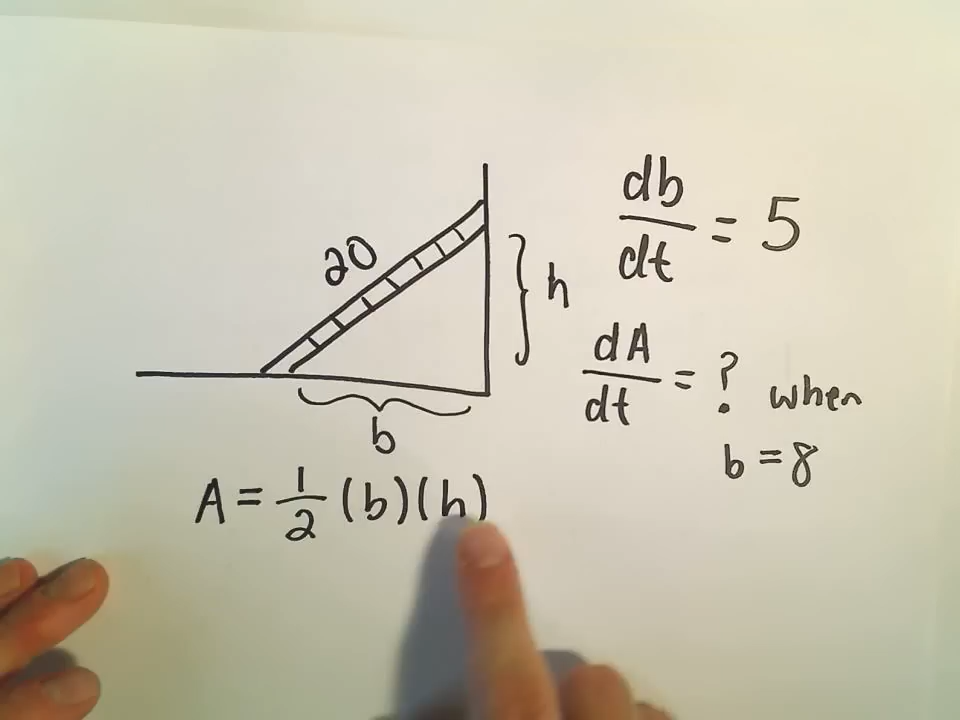 20
h
b
db/dt = 5
dA/dt = ? when
b = 8
A = 1/2 (b)(h)